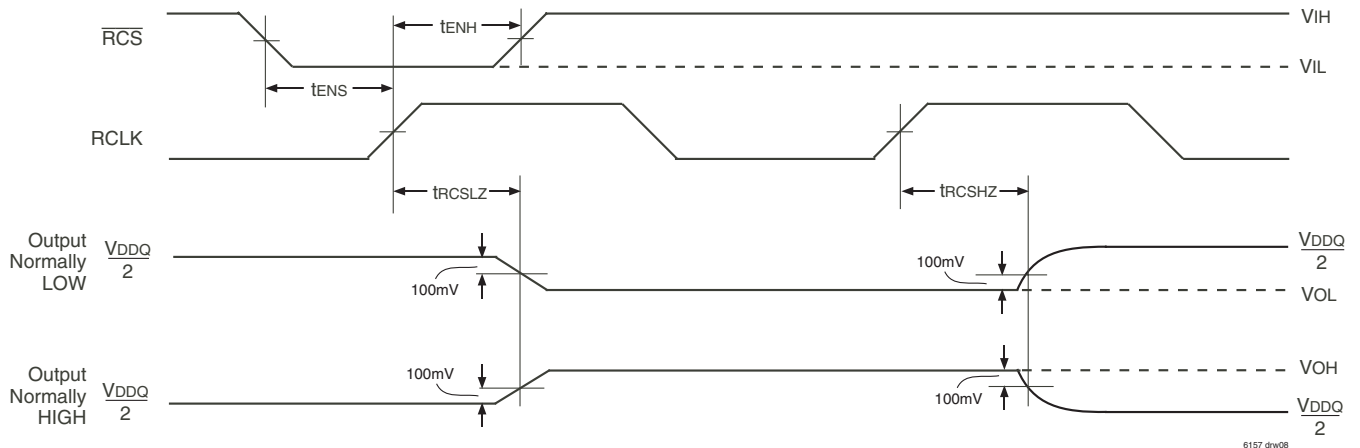 tENH
VIH
RCS
VIL
tENS
RCLK
tRCSLZ
tRCSHZ
Output
Normally
LOW
VDDQ
2
100mV
100mV
VDDQ
2
VOL
Output
Normally
HIGH
VDDQ
2
100mV
100mV
VOH
VDDQ
2
6157 drw08